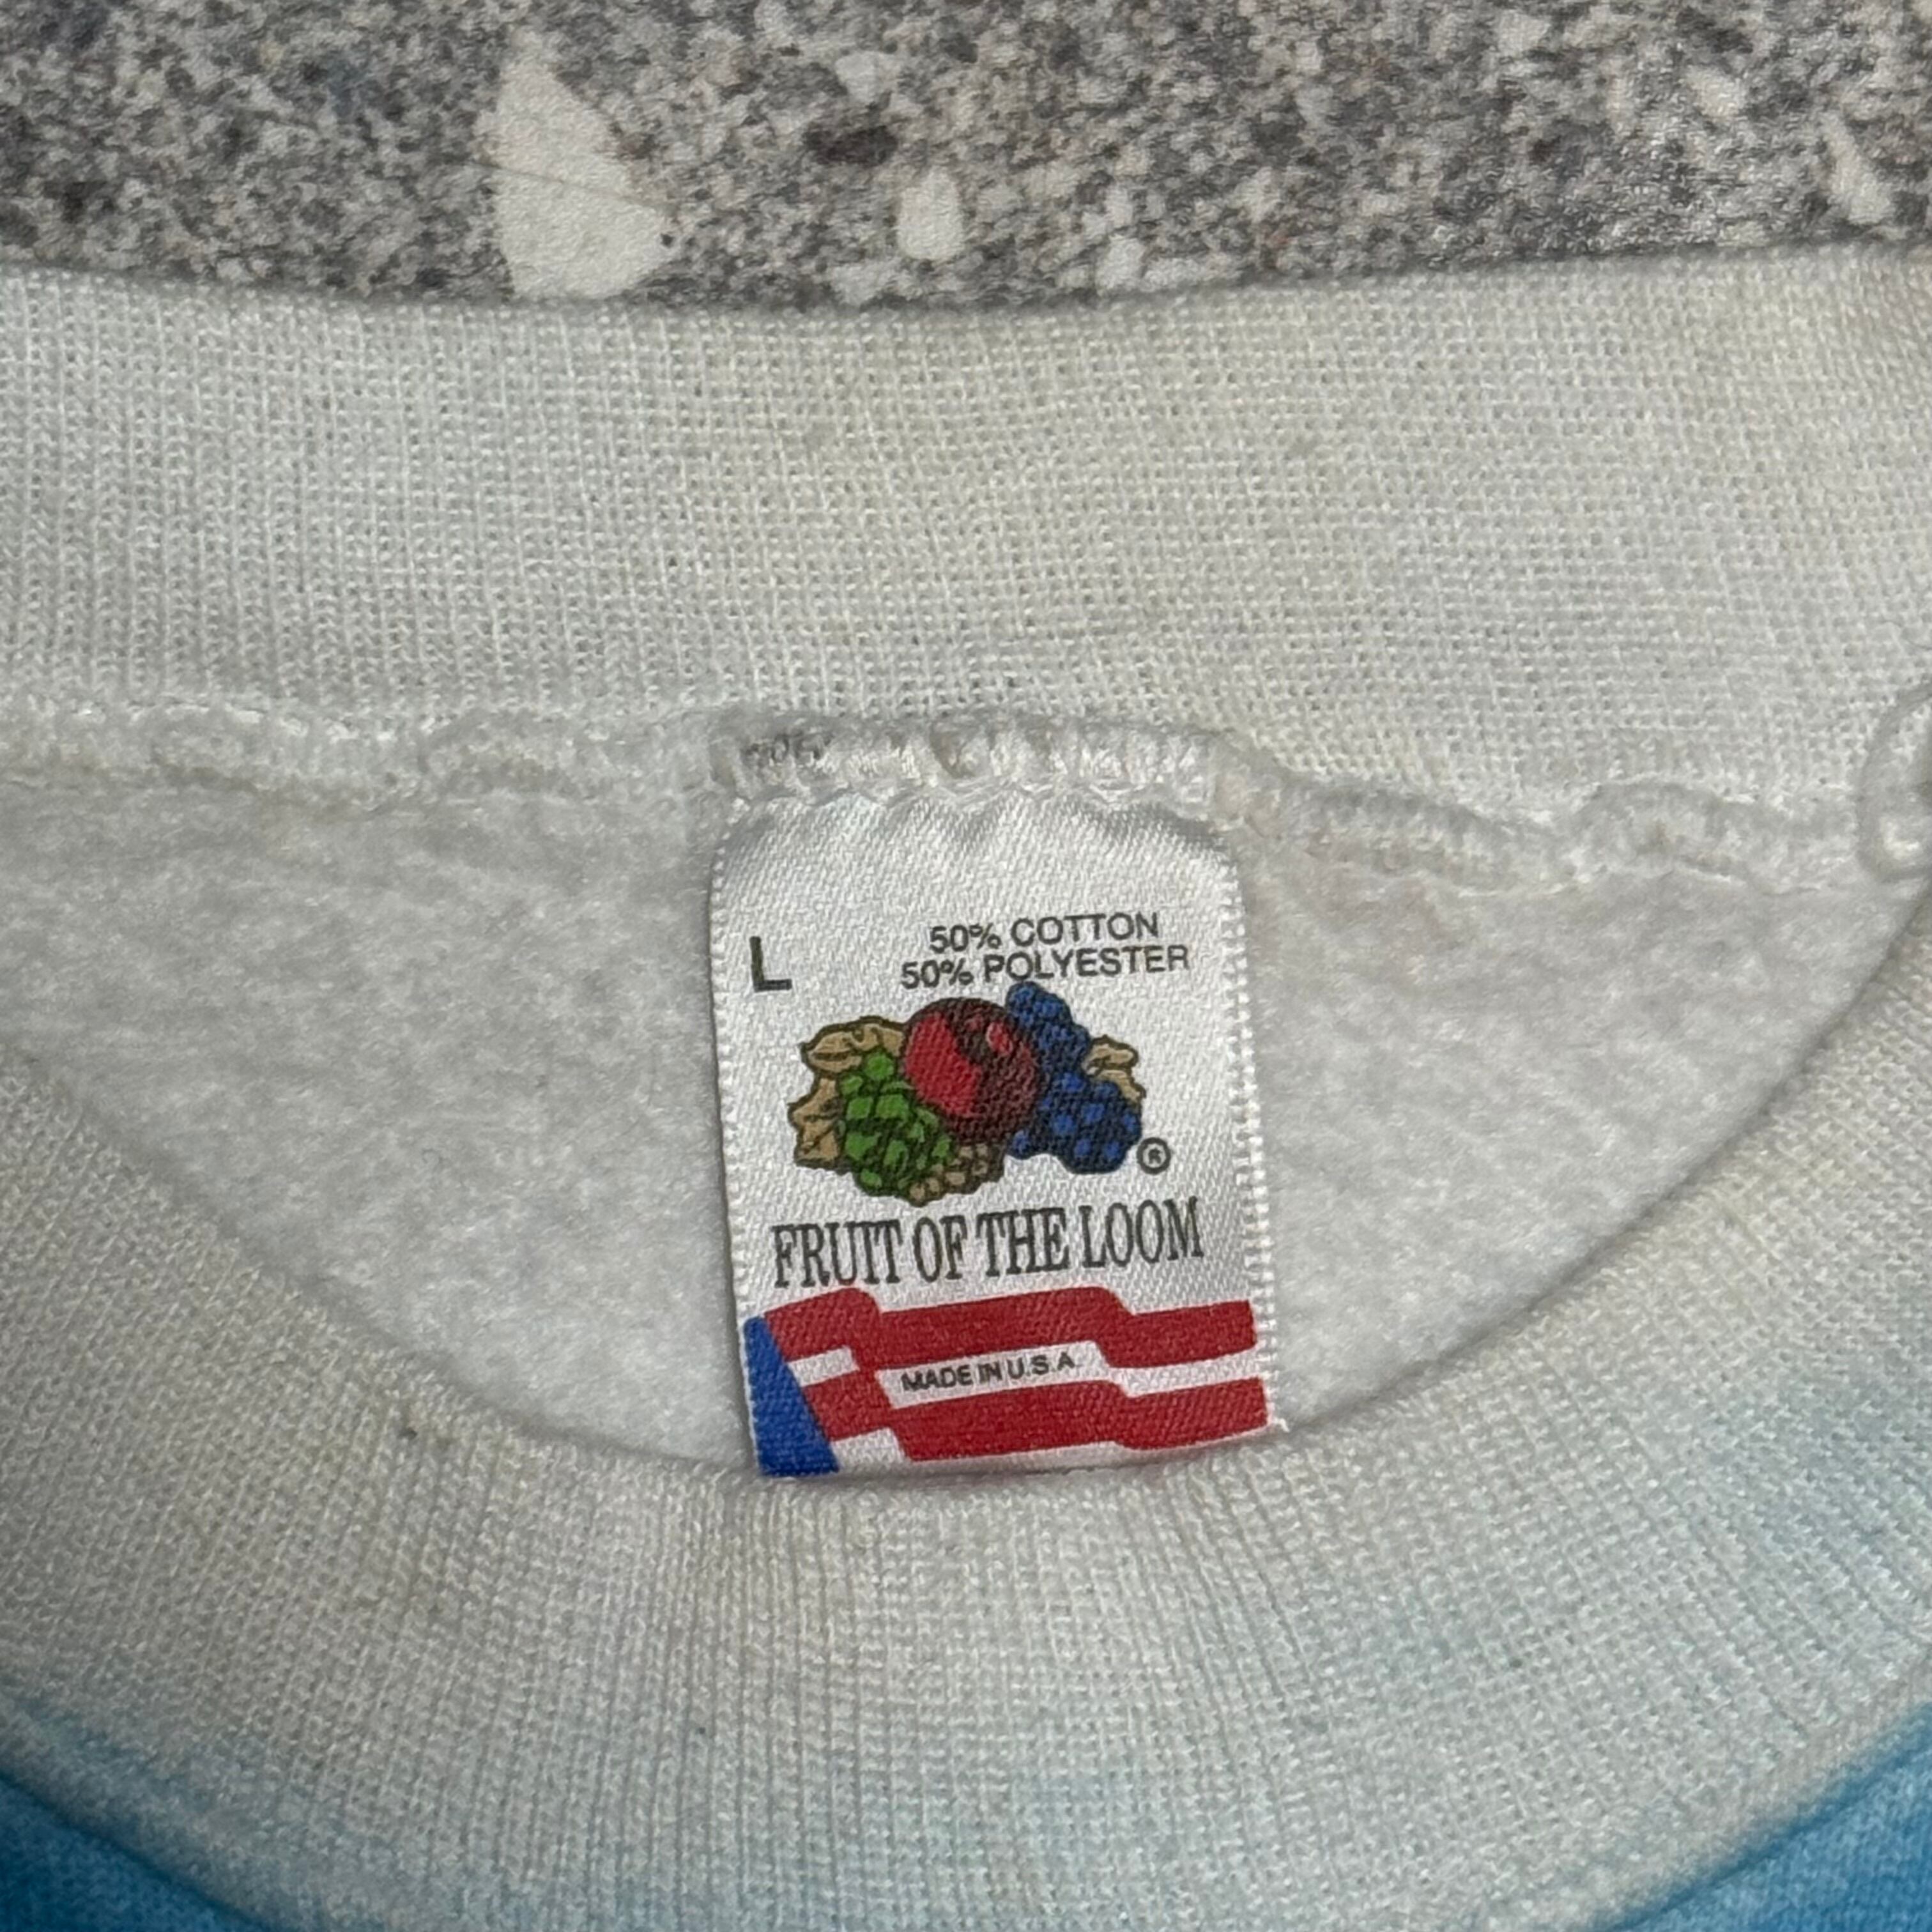 L
50% COTTON
50% POLYESTER
®
FRUIT OF THE LOOM
MADE IN U.S.A.